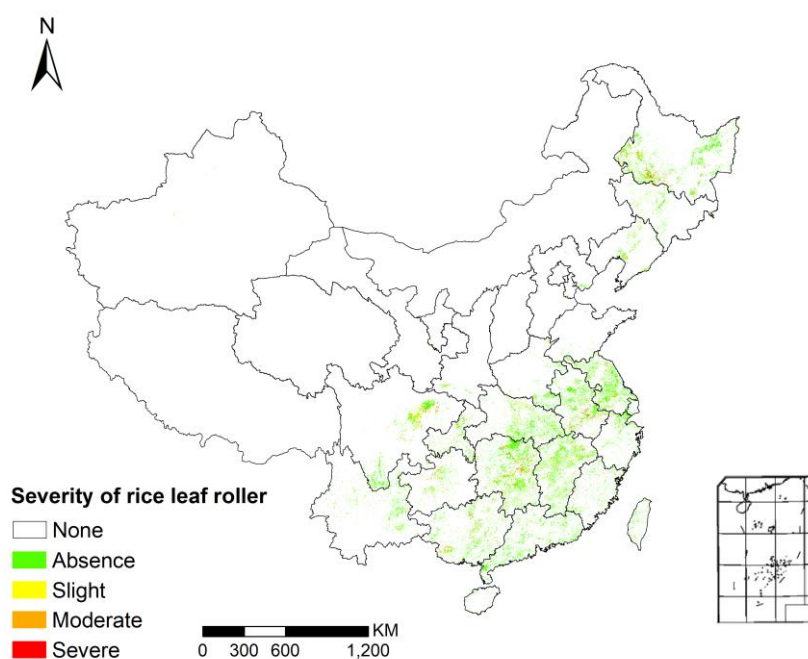 N
Severity of rice leaf roller
None
Absence
Slight
Moderate
Severe
KM
0 300 600 1,200